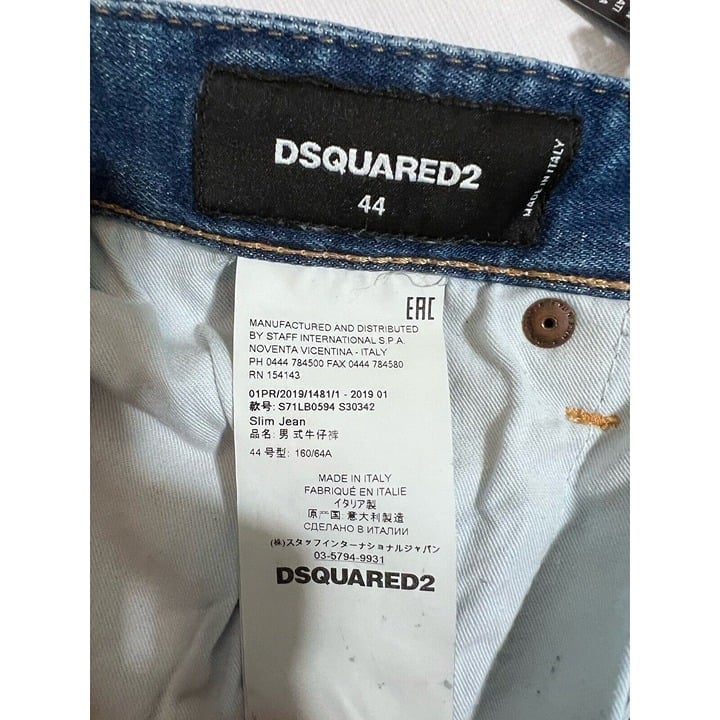 DSQUARED2
44
MADE IN ITALY
EAC
MANUFACTURED AND DISTRIBUTED
BY STAFF INTERNATIONAL S.P.A.
NOVENTA VICENTINA - ITALY
PH 0444 784500 FAX 0444 784580
RN 154143
01PR/2019/1481/1 - 2019 01
款号: S71LB0594 S30342
Slim Jean
品名: 男式牛仔裤
44 号型: 160/64A
MADE IN ITALY
FABRIQUÉ EN ITALIE
イタリア製
原产国: 意大利製造
СДЕЛАНО В ИТАЛИИ
(株)スタッフインターナショナルジャパン
03-5794-9931
DSQUARED2